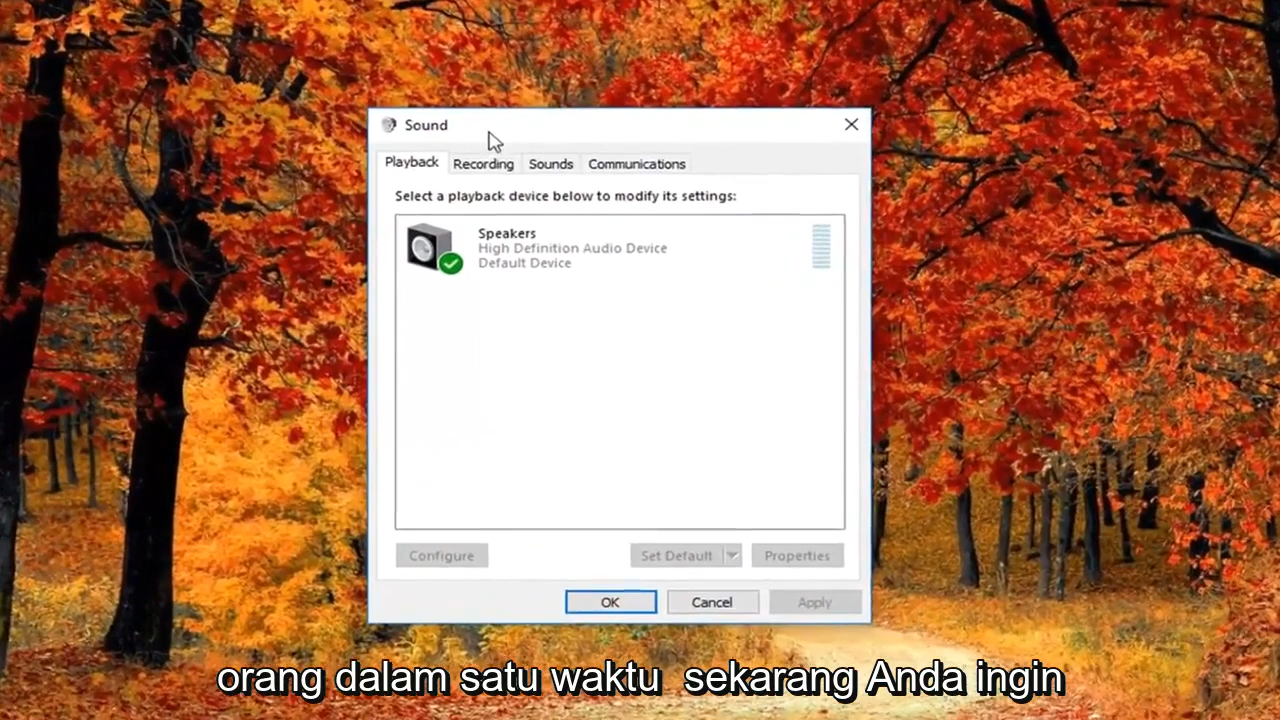 Sound
Playback
Recording
Sounds
Communications
Select a playback device below to modify its settings:
Speakers
High Definition Audio Device
Default Device
Configure
Set Default
Properties
OK
Cancel
Apply
orang dalam satu waktu  sekarang Anda ingin